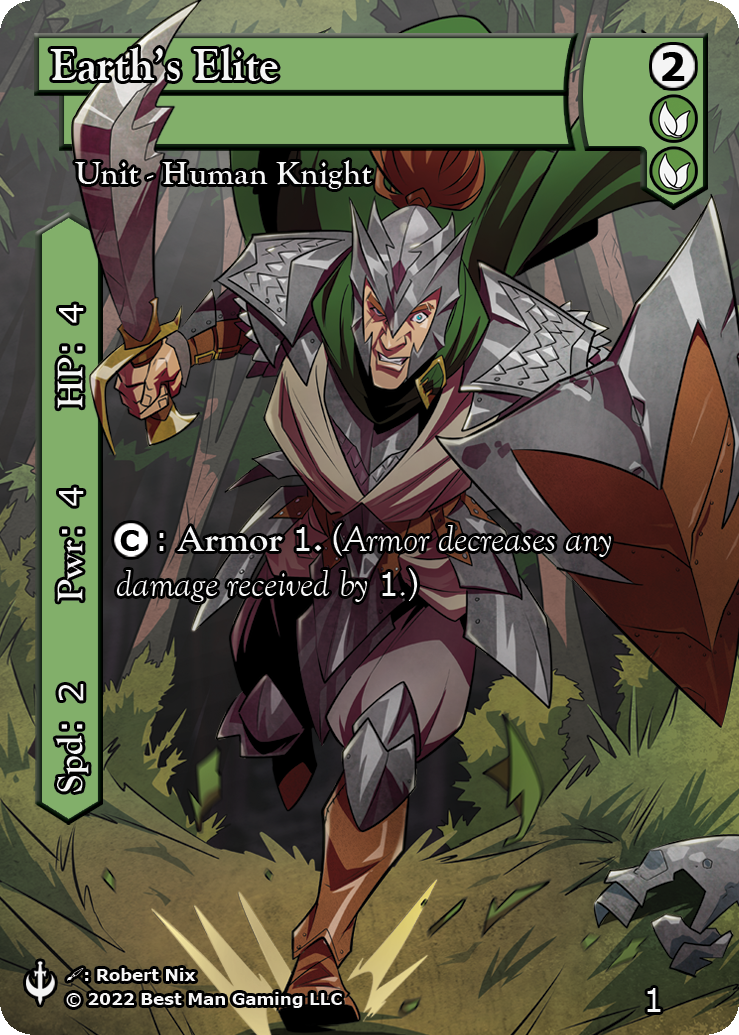 Earth's Elite
2
Unit - Human Knight
HP: 4
Pwr: 4
Spd: 2
C : Armor 1. (Armor decreases any
damage received by 1.)
: Robert Nix
© 2022 Best Man Gaming LLC
1